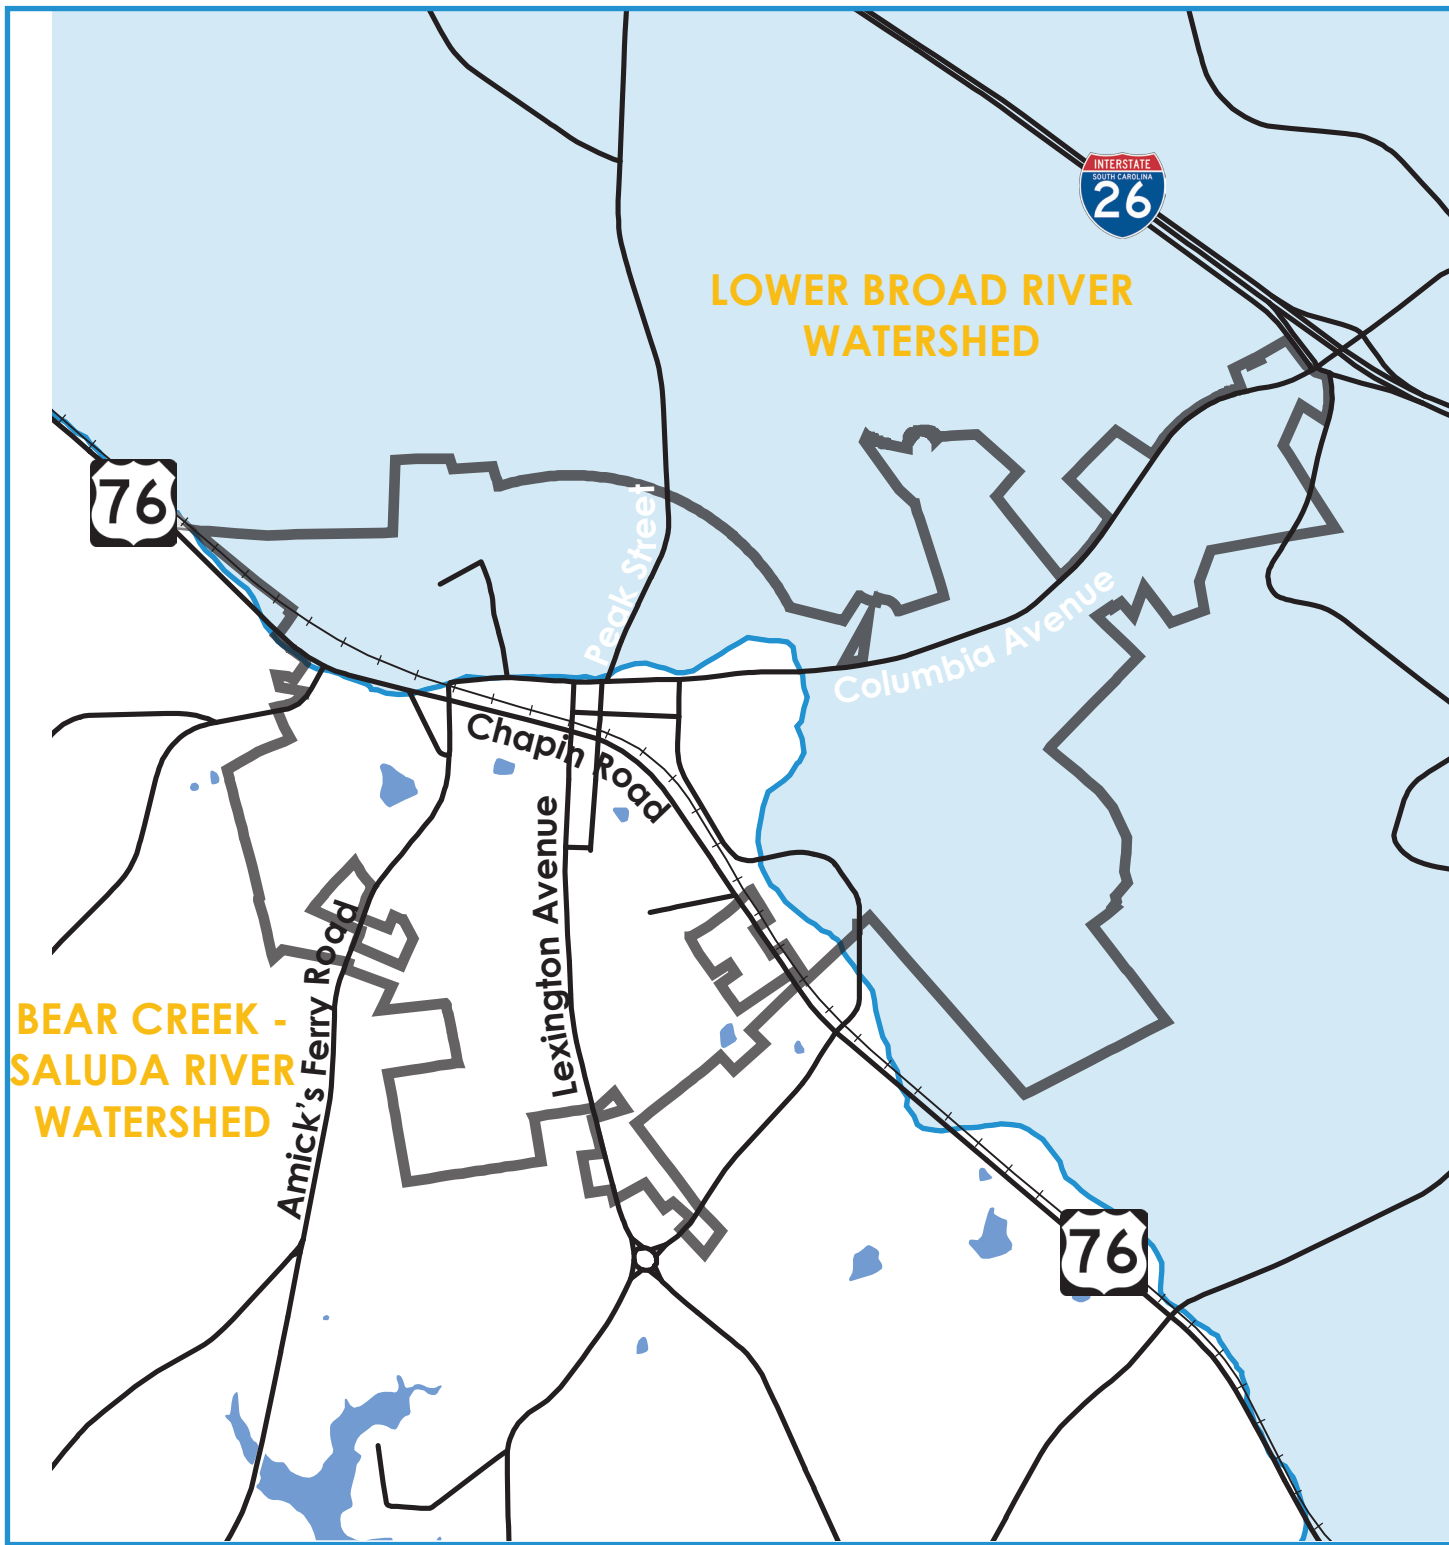 INTERSTATE
SOUTH CAROLINA
26
LOWER BROAD RIVER
WATERSHED
76
Peak Street
Columbia Avenue
Chapin Road
Lexington Avenue
Amick's Ferry Road
BEAR CREEK -
SALUDA RIVER
WATERSHED
76